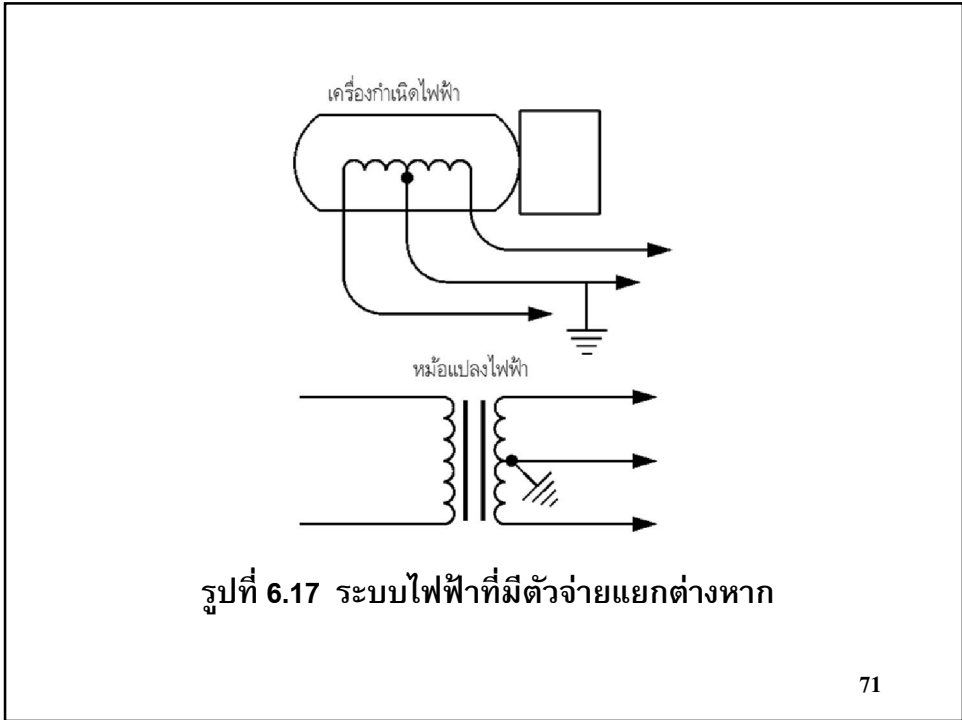 เครื่องกำเนิดไฟฟ้า
หม้อแปลงไฟฟ้า
รูปที่ 6.17 ระบบไฟฟ้าที่มีตัวจ่ายแยกต่างหาก
71